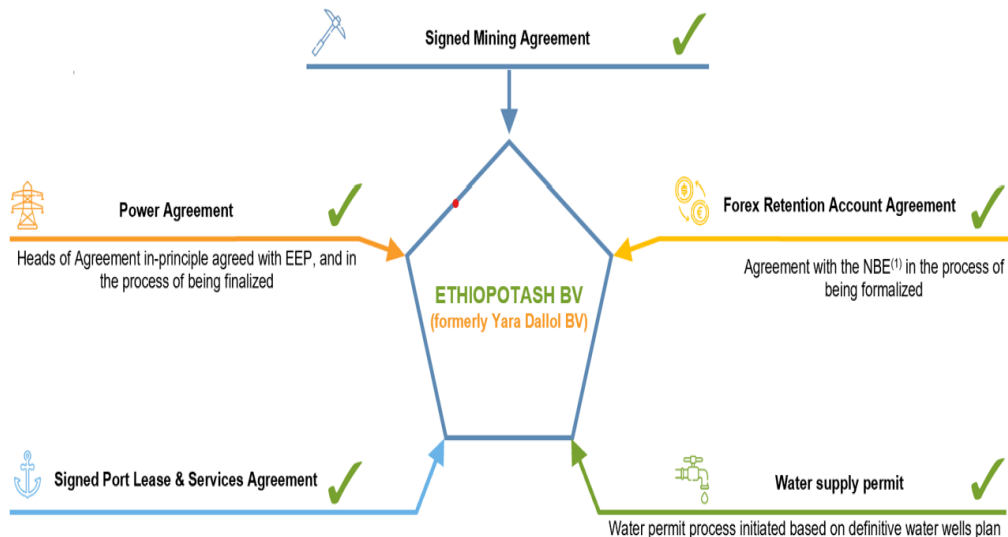 Signed Mining Agreement
Power Agreement
Heads of Agreement in-principle agreed with EEP, and in
the process of being finalized
$
€
Forex Retention Account Agreement
Agreement with the NBE(1) in the process of
being formalized
ETHIOPOTASH BV
(formerly Yara Dallol BV)
Signed Port Lease & Services Agreement
Water supply permit
Water permit process initiated based on definitive water wells plan